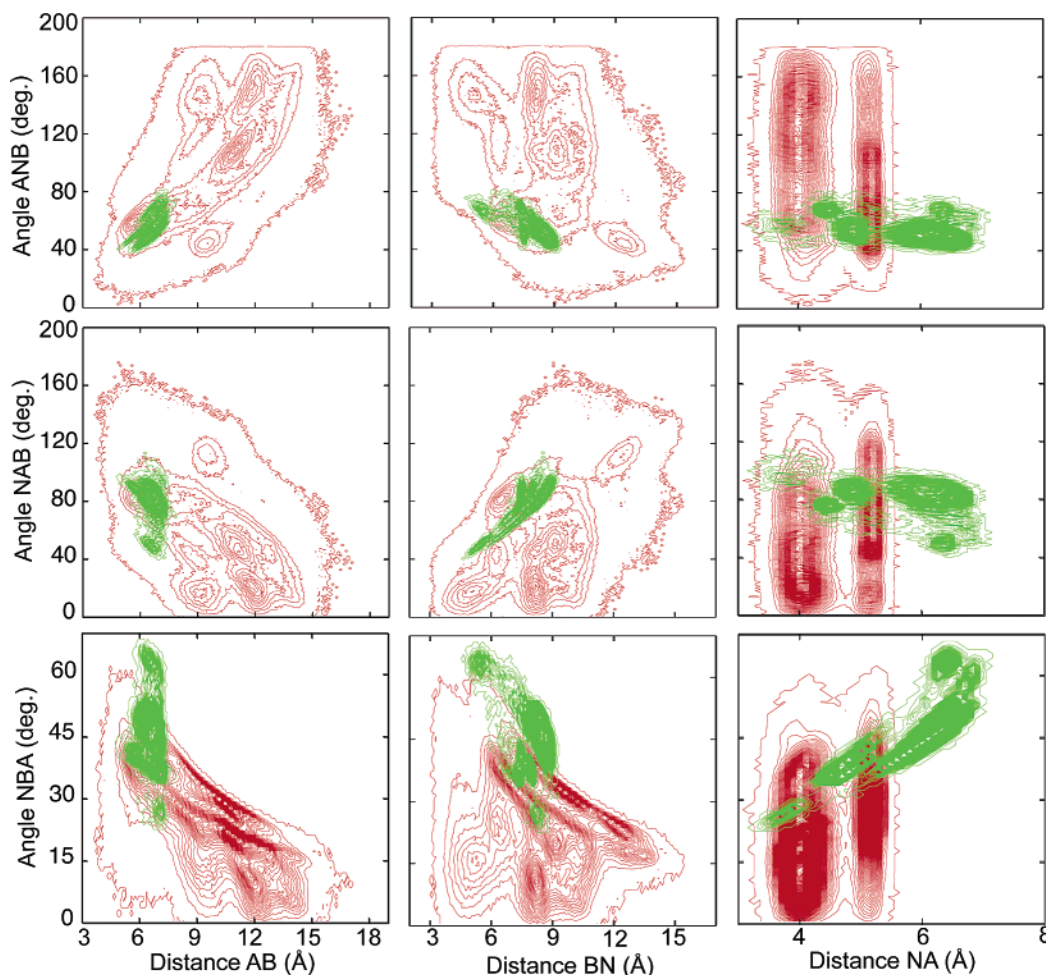 200
160
120
80
40
0
Angle ANB (deg.)
200
160
120
80
40
0
Angle NAB (deg.)
60
45
30
15
0
Angle NBA (deg.)
3 6 9 12 15 18
Distance AB (Å)
3 6 9 12 15
Distance BN (Å)
4 6 8
Distance NA (Å)